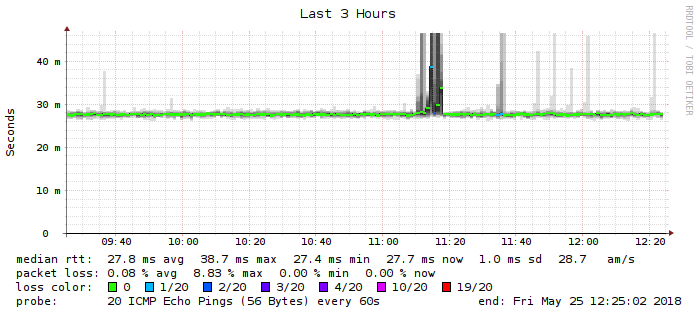 Last 3 Hours
RRDTOOL / TOBI OETIKER
Seconds
40 m
30 m
20 m
10 m
0
09:40 10:00 10:20 10:40 11:00 11:20 11:40 12:00 12:20
median rtt: 27.8 ms avg 38.7 ms max 27.4 ms min 27.7 ms now 1.0 ms sd 28.7 am/s
packet loss: 0.08 % avg 8.83 % max 0.00 % min 0.00 % now
loss color: 0 1/20 2/20 3/20 4/20 10/20 19/20
probe: 20 ICMP Echo Pings (56 Bytes) every 60s end: Fri May 25 12:25:02 2018